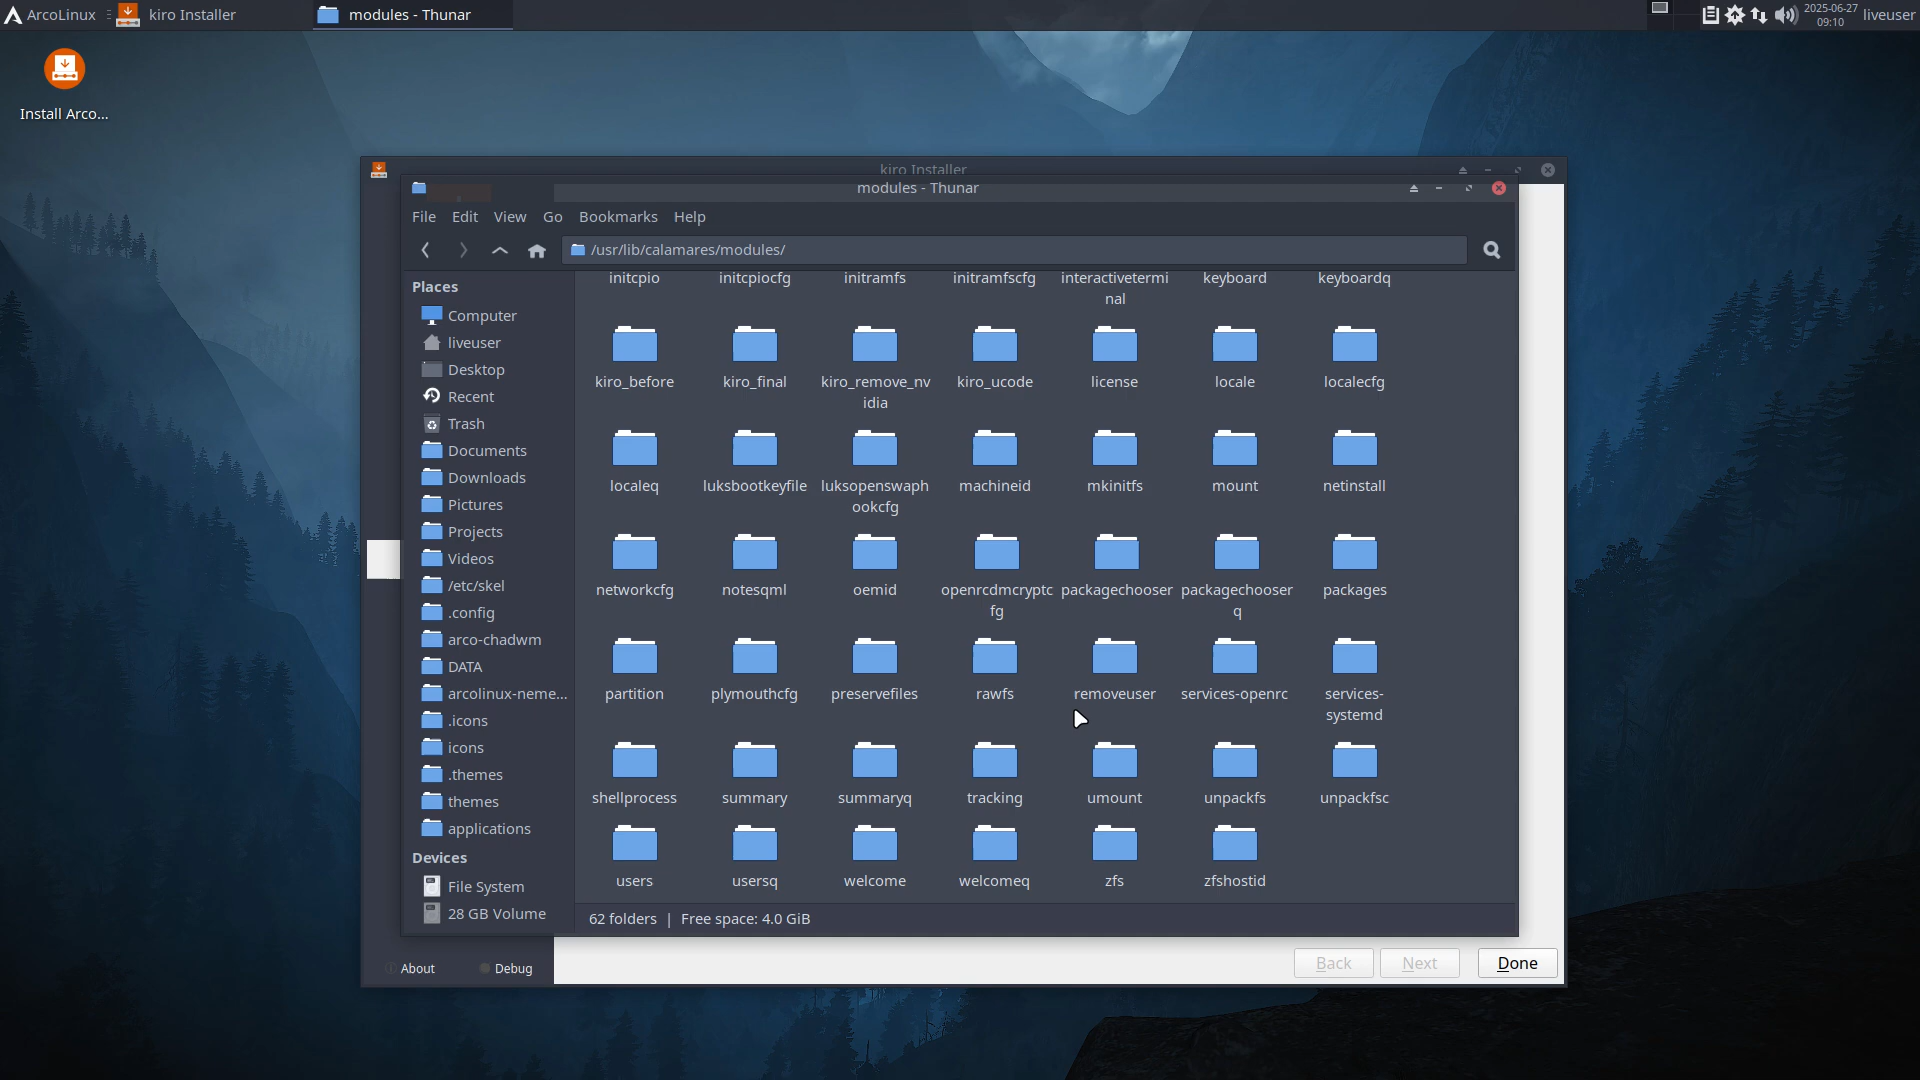 ArcoLinux
kiro Installer
modules - Thunar
2025-06-27
09:10
liveuser
Install Arco...
kiro Installer
modules - Thunar
File Edit View Go Bookmarks Help
/usr/lib/calamares/modules/
Places
Computer
liveuser
Desktop
Recent
Trash
Documents
Downloads
Pictures
Projects
Videos
/etc/skel
.config
arco-chadwm
DATA
arcolinux-neme...
.icons
icons
.themes
themes
applications
Devices
File System
28 GB Volume
initcpio initcpiocfg initramfs initramfscfg interactivetermi keyboard keyboardq
nal
kiro_before kiro_final kiro_remove_nv kiro_ucode license locale localecfg
idia
localeq luksbootkeyfile luksopenswaph machineid mkinitfs mount netinstall
ookcfg
networkcfg notesqml oemid openrcdmcryptc packagechooser packagechooser packages
fg q
partition plymouthcfg preservefiles rawfs removeuser services-openrc services-
systemd
shellprocess summary summaryq tracking umount unpackfs unpackfsc
users usersq welcome welcomeq zfs zfshostid
62 folders | Free space: 4.0 GiB
About Debug
Back Next Done